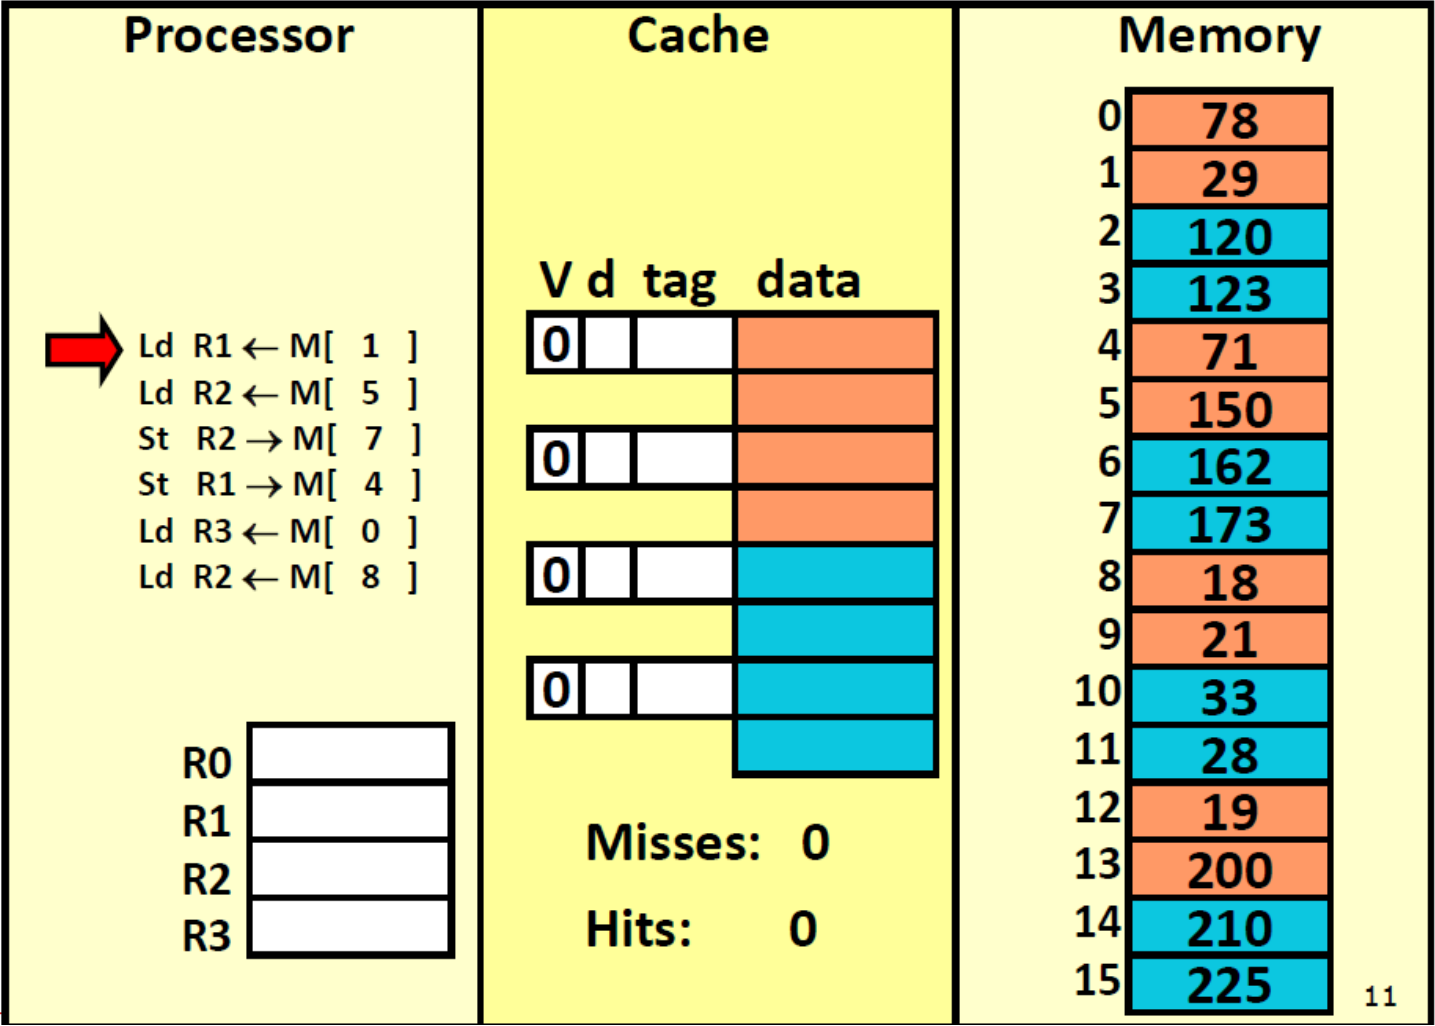 Processor
Ld R1 ← M[ 1 ]
Ld R2 ← M[ 5 ]
St R2 → M[ 7 ]
St R1 → M[ 4 ]
Ld R3 ← M[ 0 ]
Ld R2 ← M[ 8 ]
R0
R1
R2
R3
Cache
V d tag data
0
0
0
0
Misses: 0
Hits: 0
Memory
0 78
1 29
2 120
3 123
4 71
5 150
6 162
7 173
8 18
9 21
10 33
11 28
12 19
13 200
14 210
15 225
11